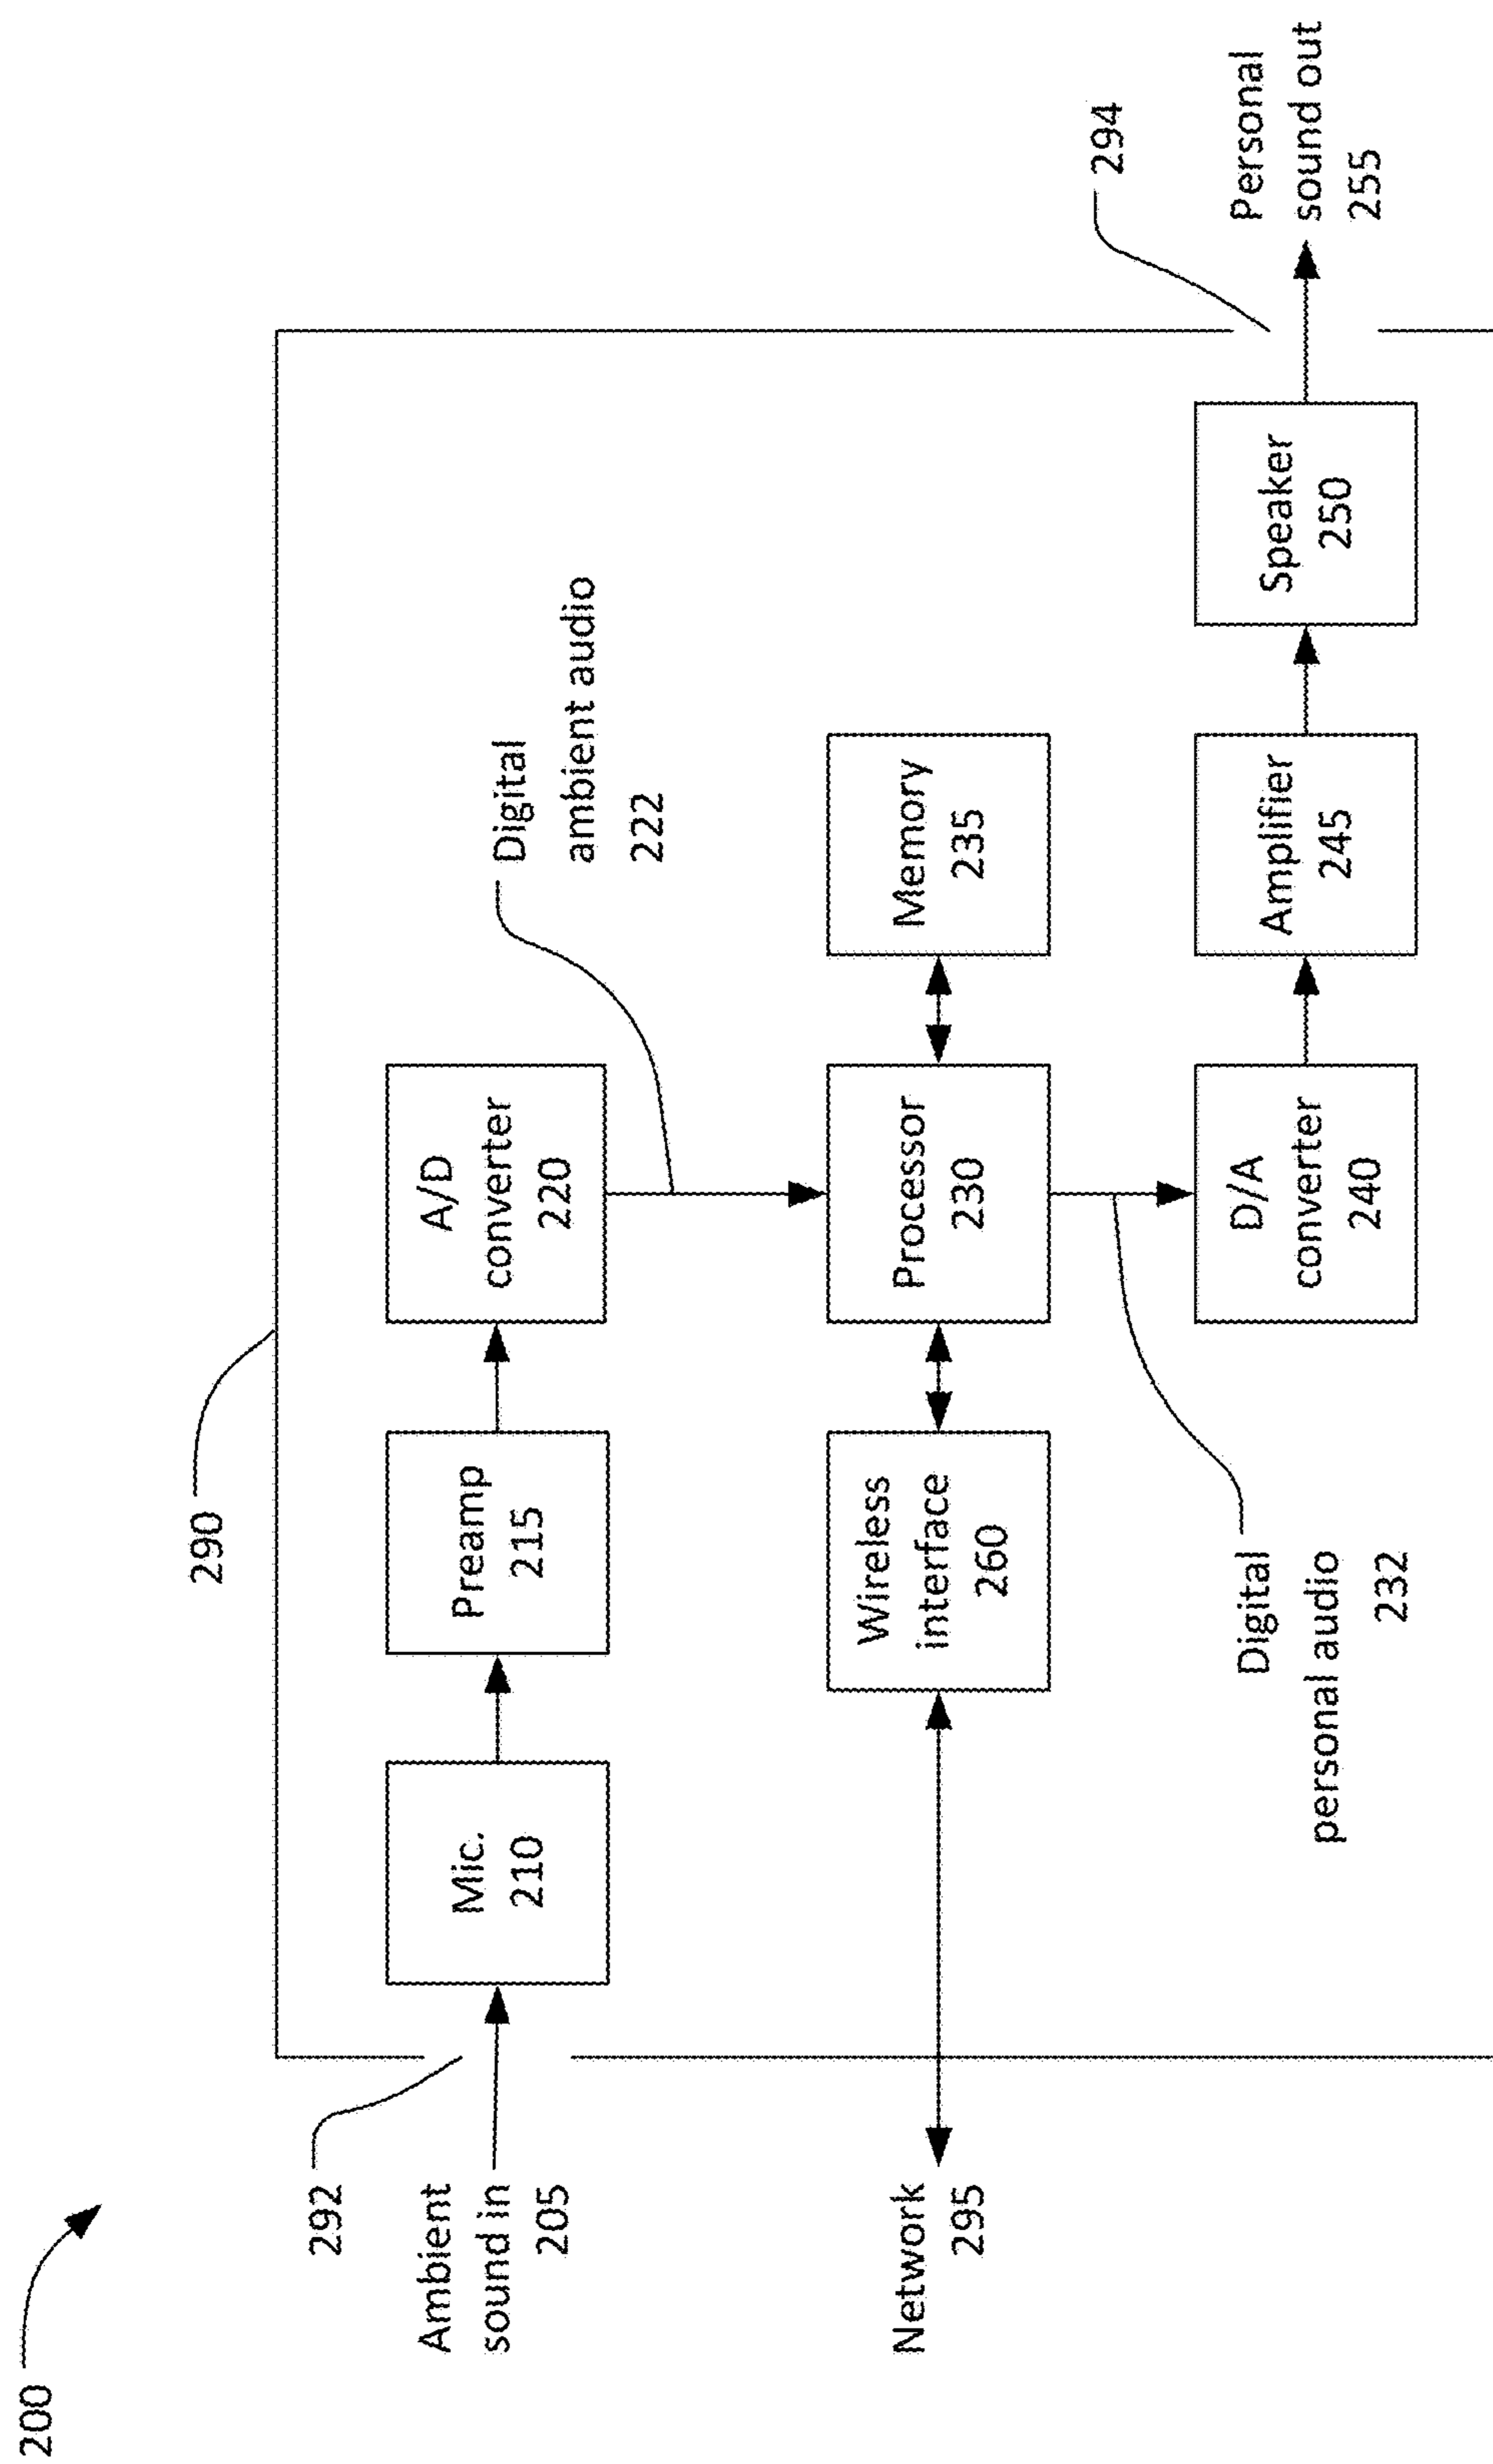 200
290
292
Ambient
sound in
205
Mic.
210
Preamp
215
A/D
converter
220
Digital
ambient audio
222
Network
295
Wireless
interface
260
Processor
230
Memory
235
Digital
personal audio
232
D/A
converter
240
Amplifier
245
Speaker
250
294
Personal
sound out
255